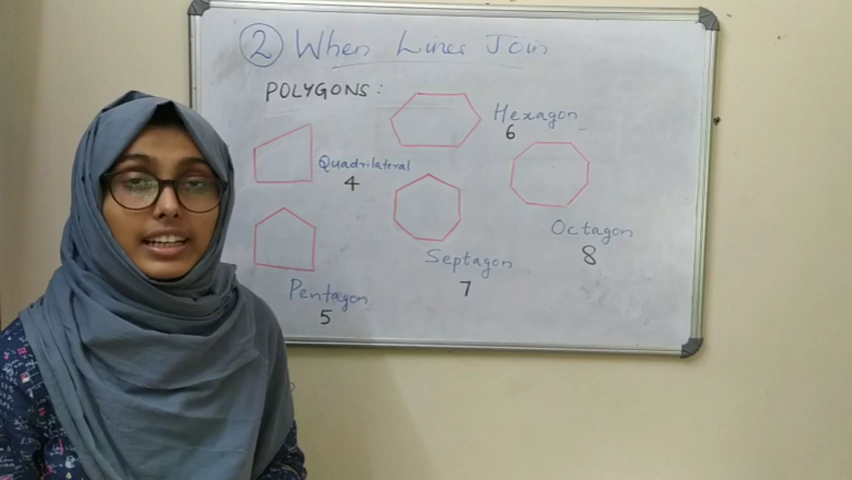 2 When Lines Join
POLYGONS:
Hexagon
6
Quadrilateral
4
Octagon
8
Septagon
7
Pentagon
5